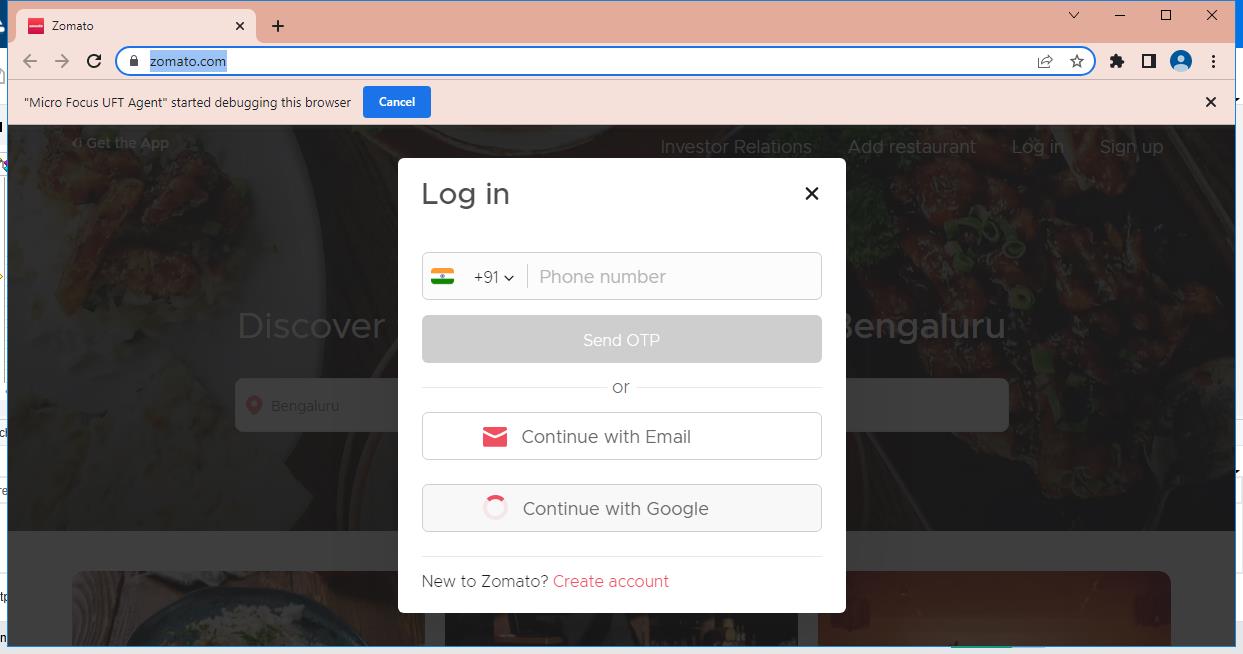 Zomato
zomato.com
"Micro Focus UFT Agent" started debugging this browser Cancel
Get the App Investor Relations Add restaurant Log in Sign up
Log in
+91 Phone number
Discover Bengaluru
Send OTP
or
Bengaluru
Continue with Email
Continue with Google
New to Zomato? Create account